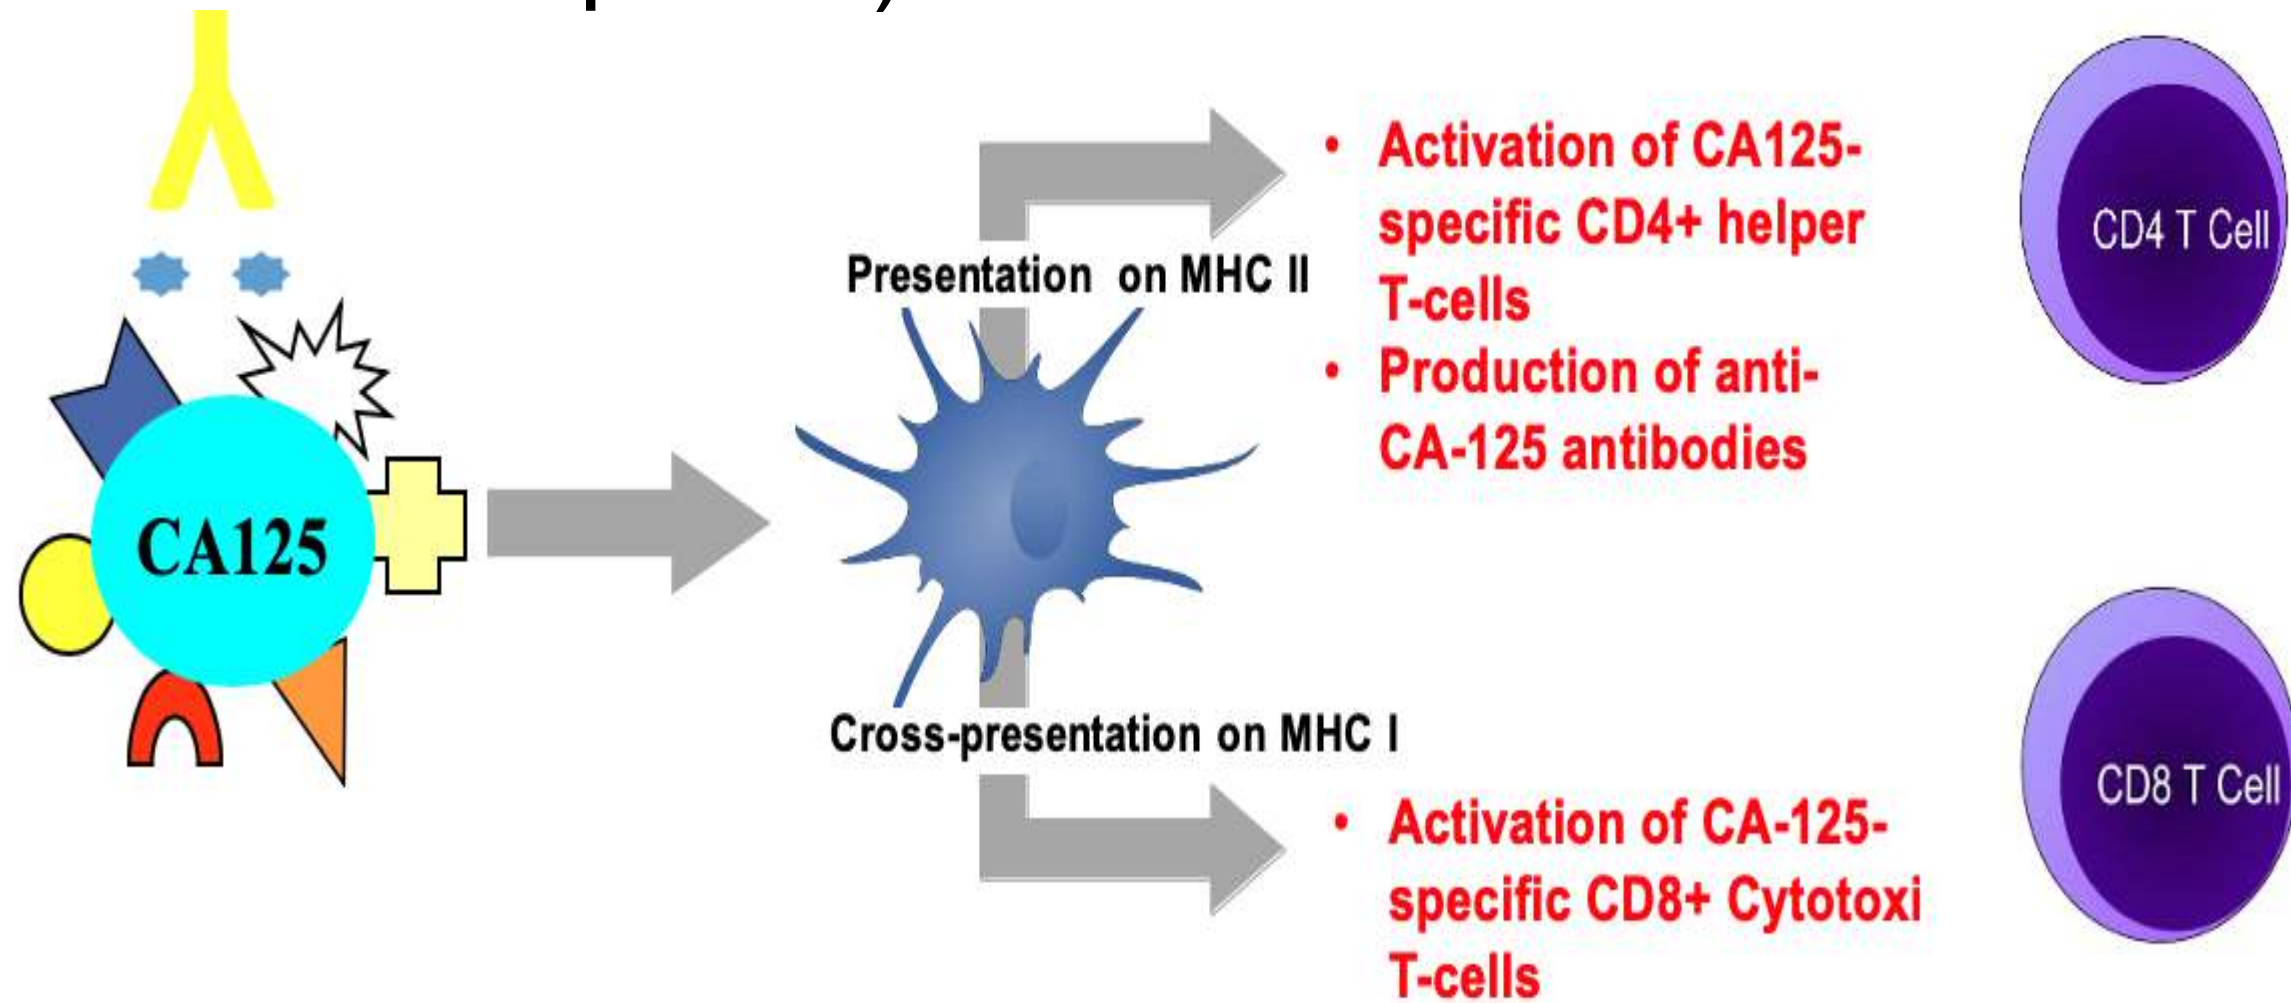 Activation of CA125-
specific CD4+ helper
T-cells
Production of anti-
CA-125 antibodies
CD4 T Cell
Presentation on MHC II
CA125
Cross-presentation on MHC I
Activation of CA-125-
specific CD8+ Cytotoxi
T-cells
CD8 T Cell